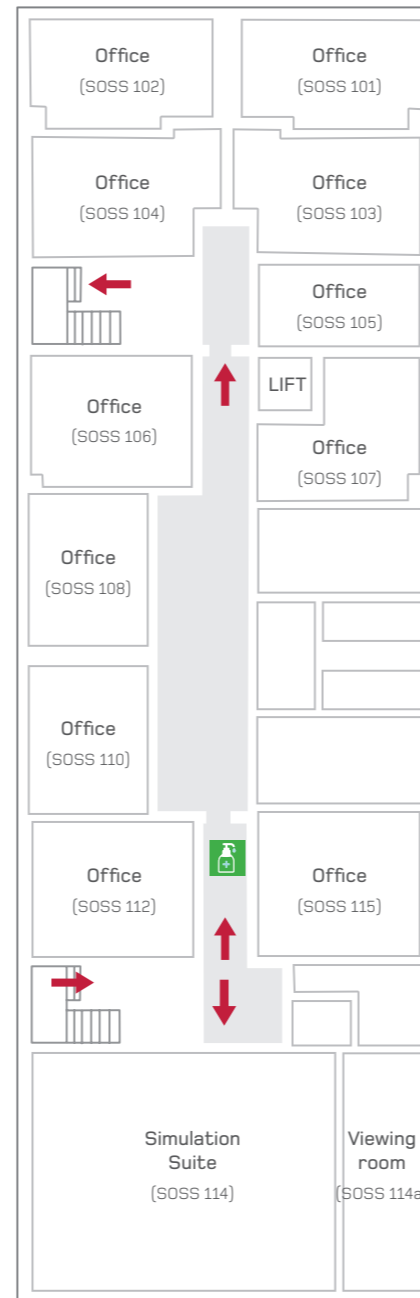 Office
(SOSS 102)
Office
(SOSS 101)
Office
(SOSS 104)
Office
(SOSS 103)
Office
(SOSS 105)
LIFT
Office
(SOSS 106)
Office
(SOSS 107)
Office
(SOSS 108)
Office
(SOSS 110)
Office
(SOSS 112)
Office
(SOSS 115)
Simulation
Suite
(SOSS 114)
Viewing
room
(SOSS 114a